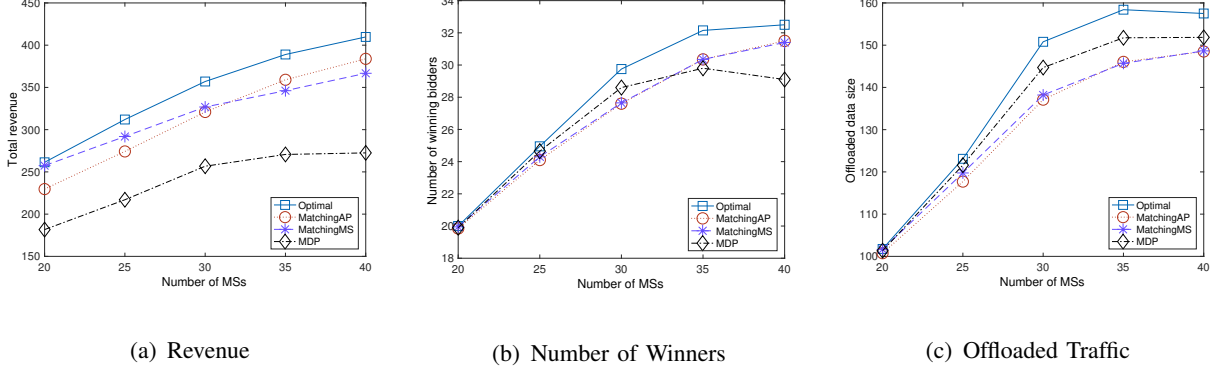 450
400
350
300
250
200
150
Total revenue
20
25
30
35
40
Number of MSs
Optimal
MatchingAP
MatchingMS
MDP
(a) Revenue
34
32
30
28
26
24
22
20
18
Number of winning bidders
20
25
30
35
40
Number of MSs
Optimal
MatchingAP
MatchingMS
MDP
(b) Number of Winners
160
150
140
130
120
110
100
Offloaded data size
20
25
30
35
40
Number of MSs
Optimal
MatchingAP
MatchingMS
MDP
(c) Offloaded Traffic